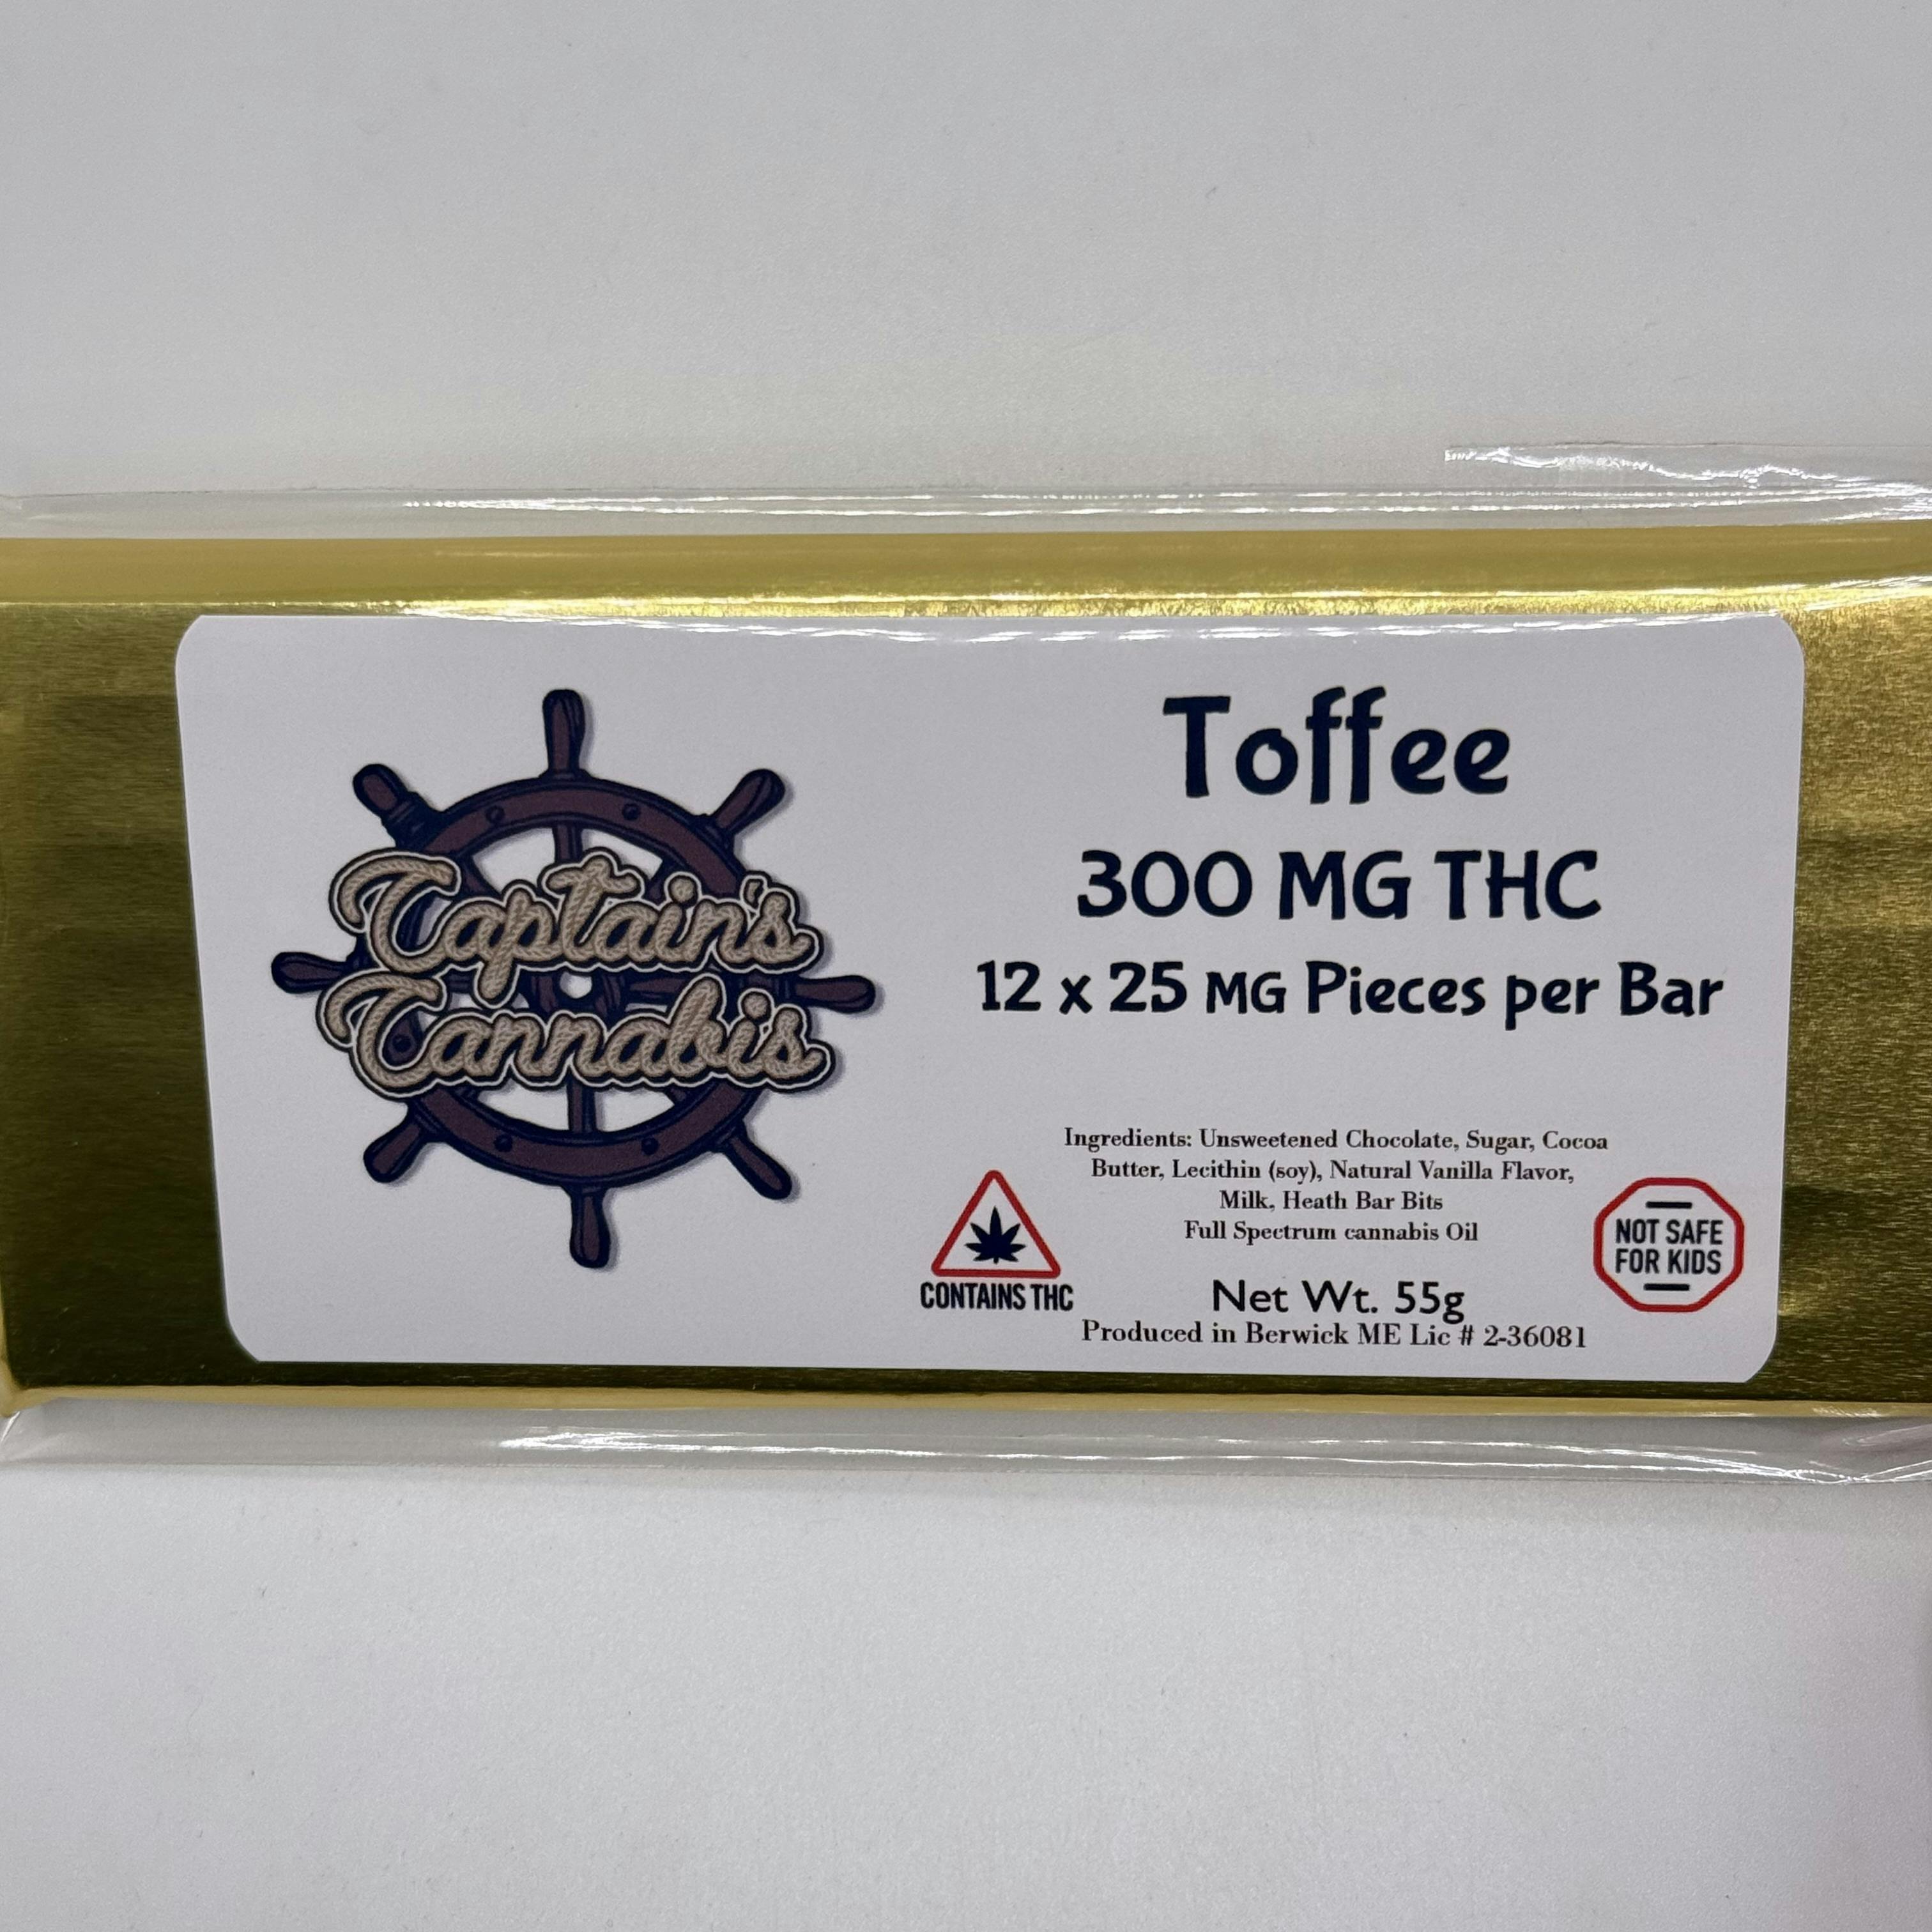 Captain's
Cannabis
Toffee
300 MG THC
12 x 25 MG Pieces per Bar
Ingredients: Unsweetened Chocolate, Sugar, Cocoa
Butter, Lecithin (soy), Natural Vanilla Flavor,
Milk, Heath Bar Bits
Full Spectrum cannabis Oil
CONTAINS THC
NOT SAFE
FOR KIDS
Net Wt. 55g
Produced in Berwick ME Lic # 2-36081